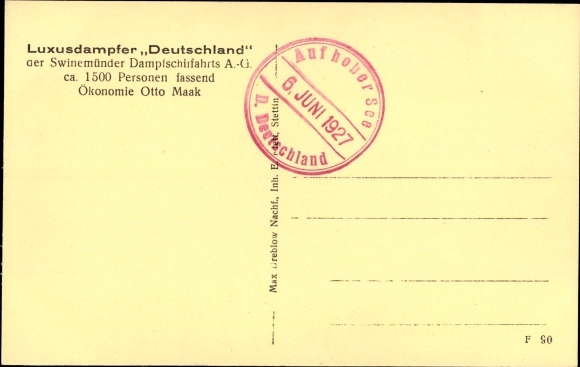 Luxusdampfer „Deutschland"
der Swinemünder Dampfschiffahrts A.-G.
ca. 1500 Personen fassend
Ökonomie Otto Maak
Auf hoher See
6. JUNI 1927
D. Deutschland
Max Dreblow Nachf., Inh. E. Stettin
F 90